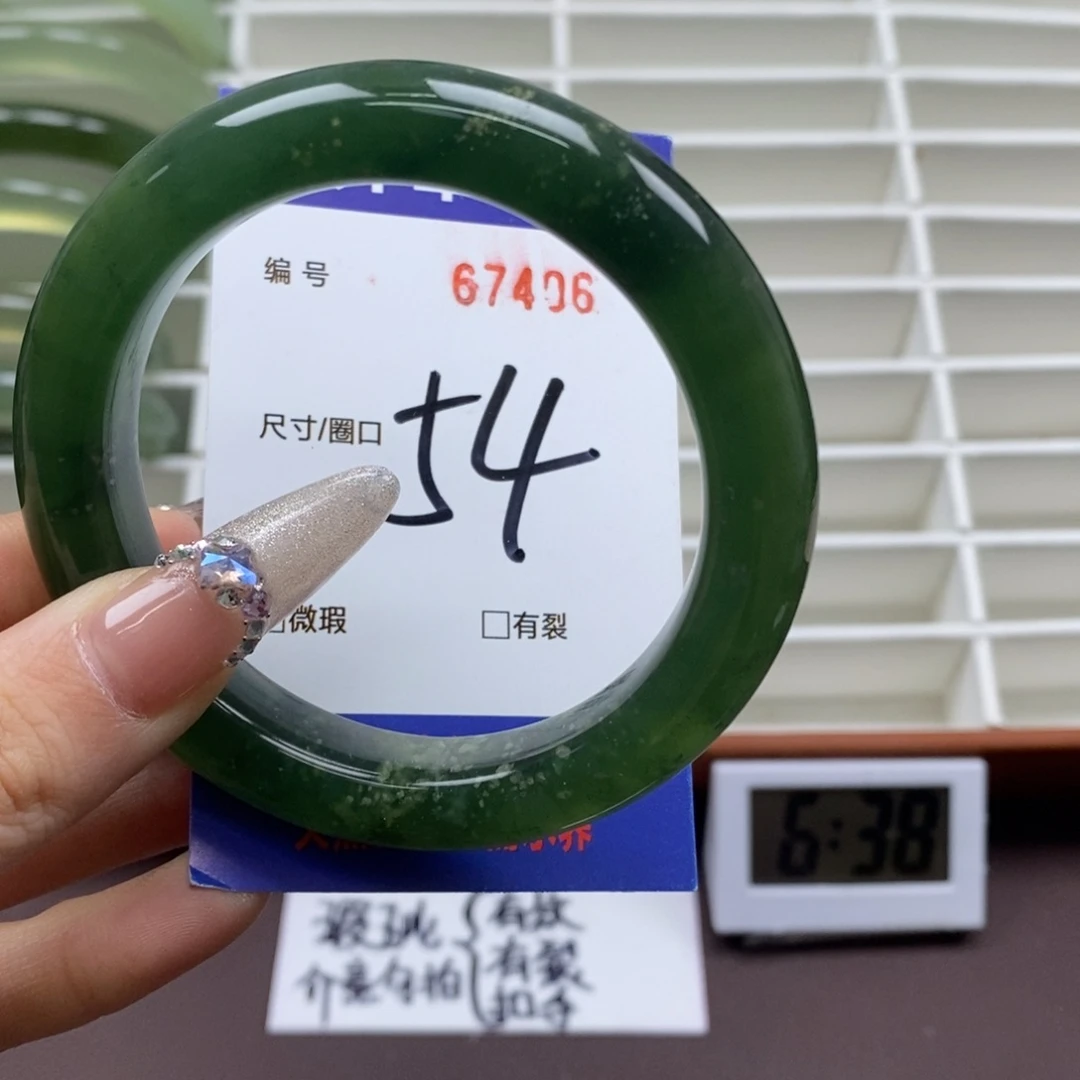 编号 67406
尺寸/圈口 54
微瑕 □有裂
6:38
瑕玼 有纹
介意勿拍 有裂
扣手